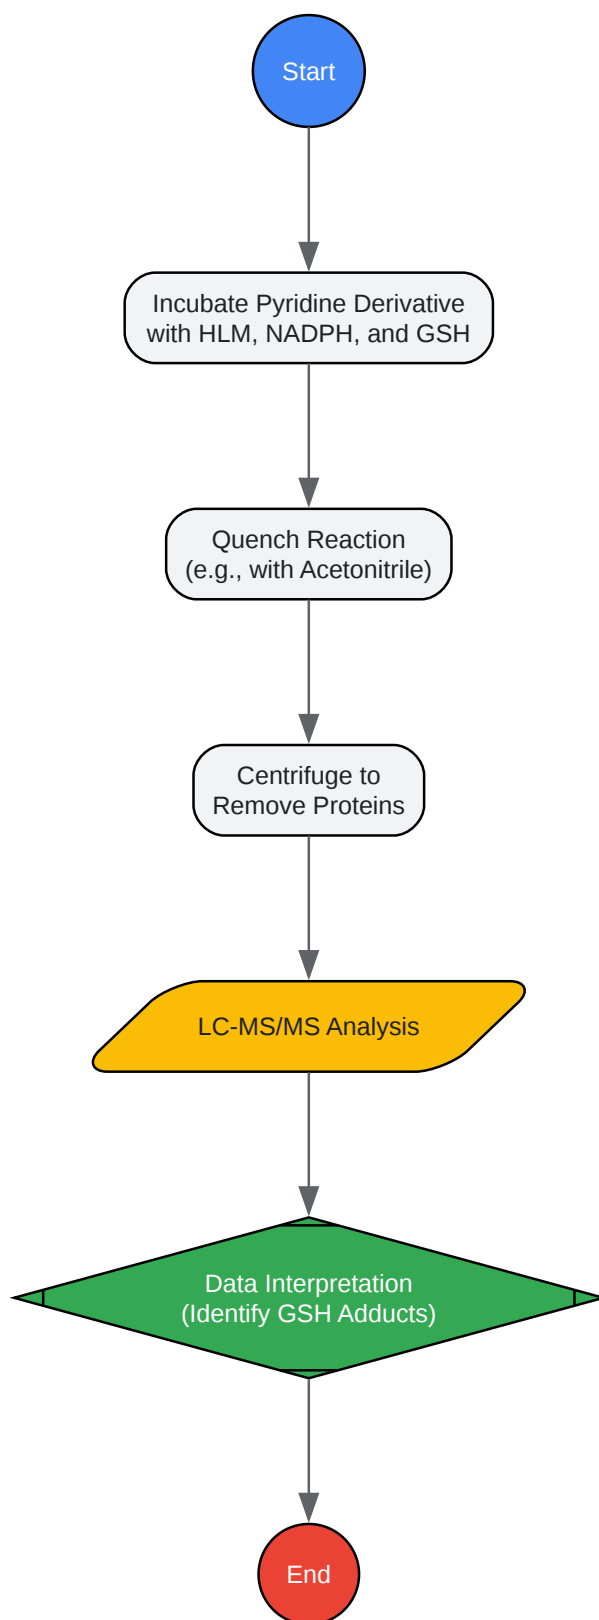 Start
Incubate Pyridine Derivative
with HLM, NADPH, and GSH
Quench Reaction
(e.g., with Acetonitrile)
Centrifuge to
Remove Proteins
LC-MS/MS Analysis
Data Interpretation
(Identify GSH Adducts)
End